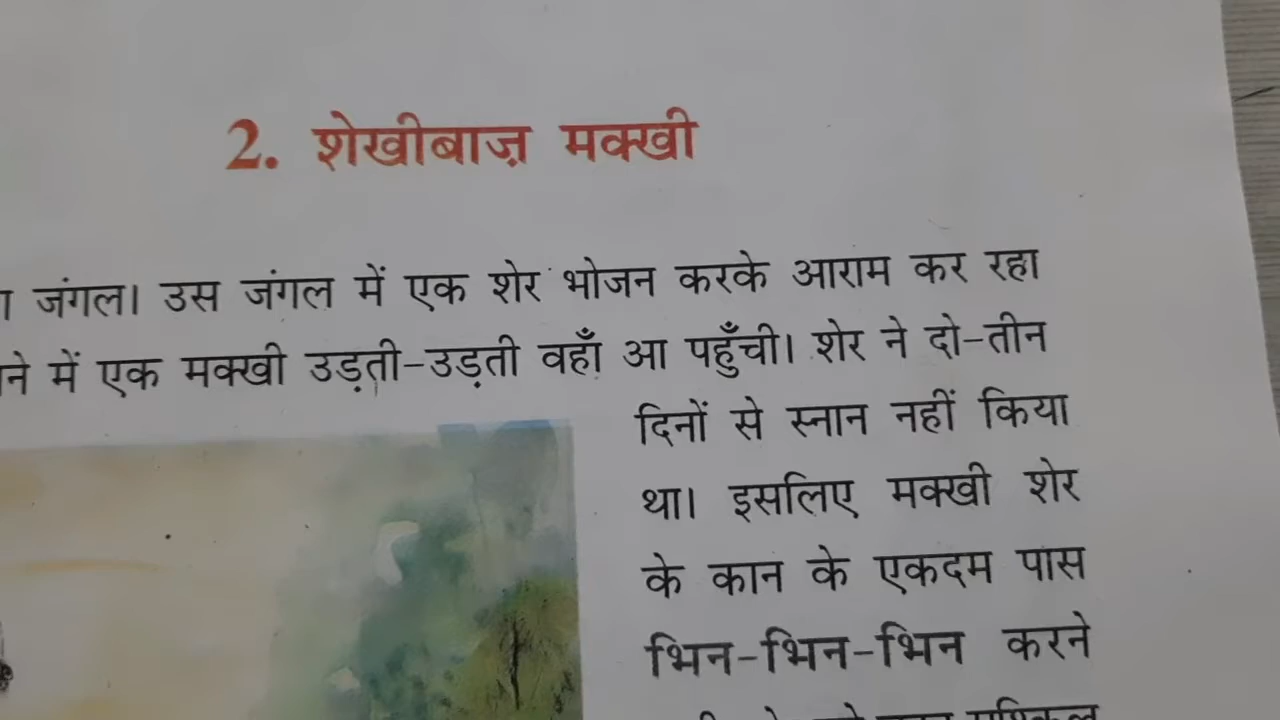 2. शेखीबाज़ मक्खी
जंगल। उस जंगल में एक शेर भोजन करके आराम कर रहा
में एक मक्खी उड़ती-उड़ती वहाँ आ पहुँची। शेर ने दो-तीन
दिनों से स्नान नहीं किया
था। इसलिए मक्खी शेर
के कान के एकदम पास
भिन-भिन-भिन करने